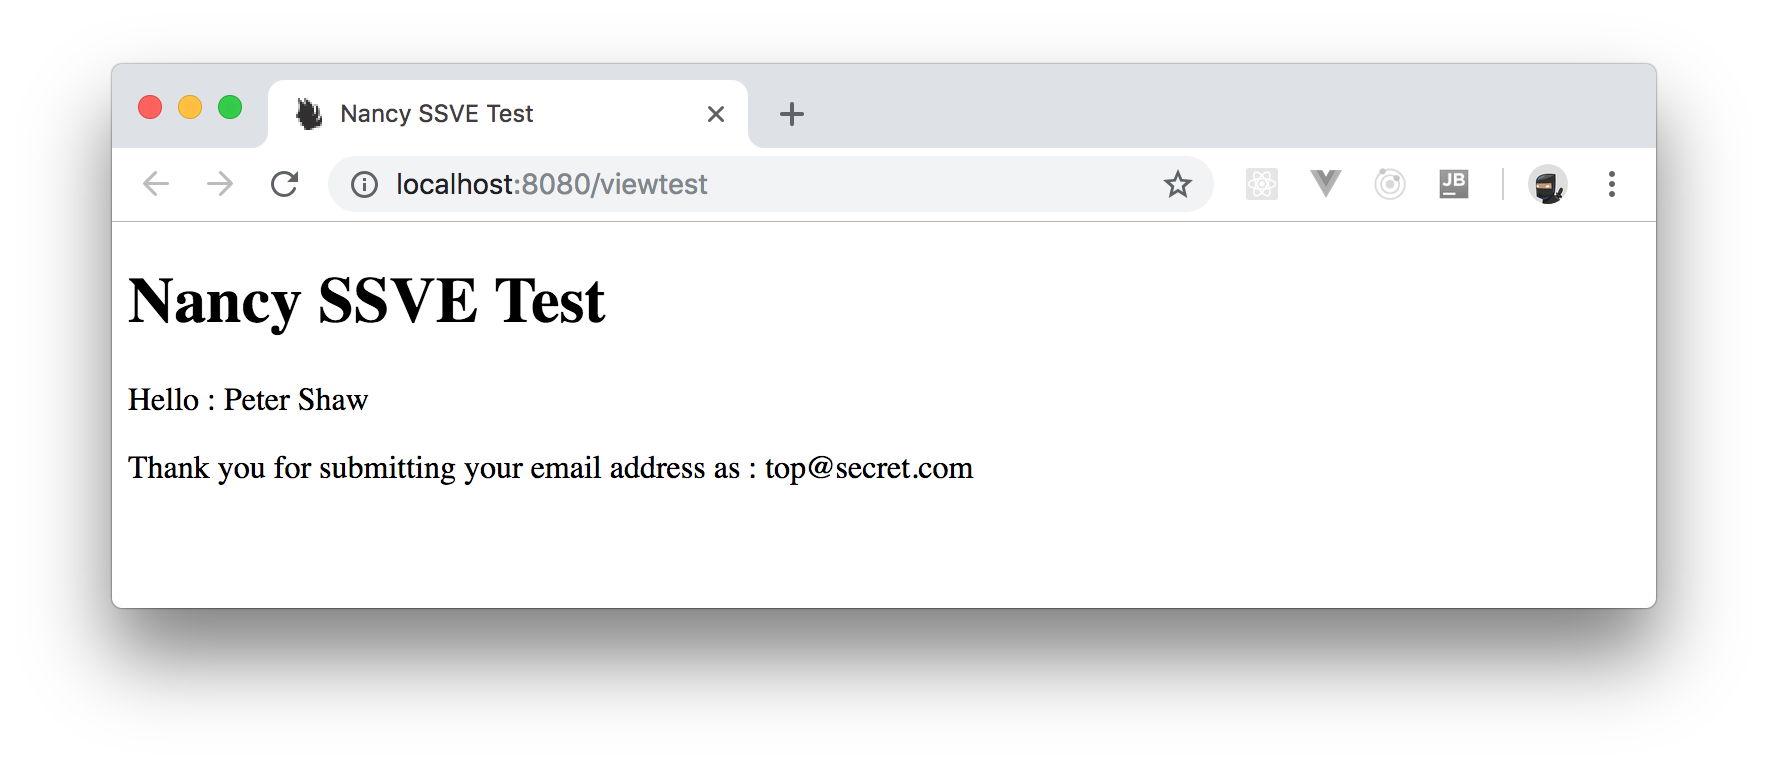 Nancy SSVE Test
localhost:8080/viewtest
JB
Nancy SSVE Test
Hello : Peter Shaw
Thank you for submitting your email address as : top@secret.com